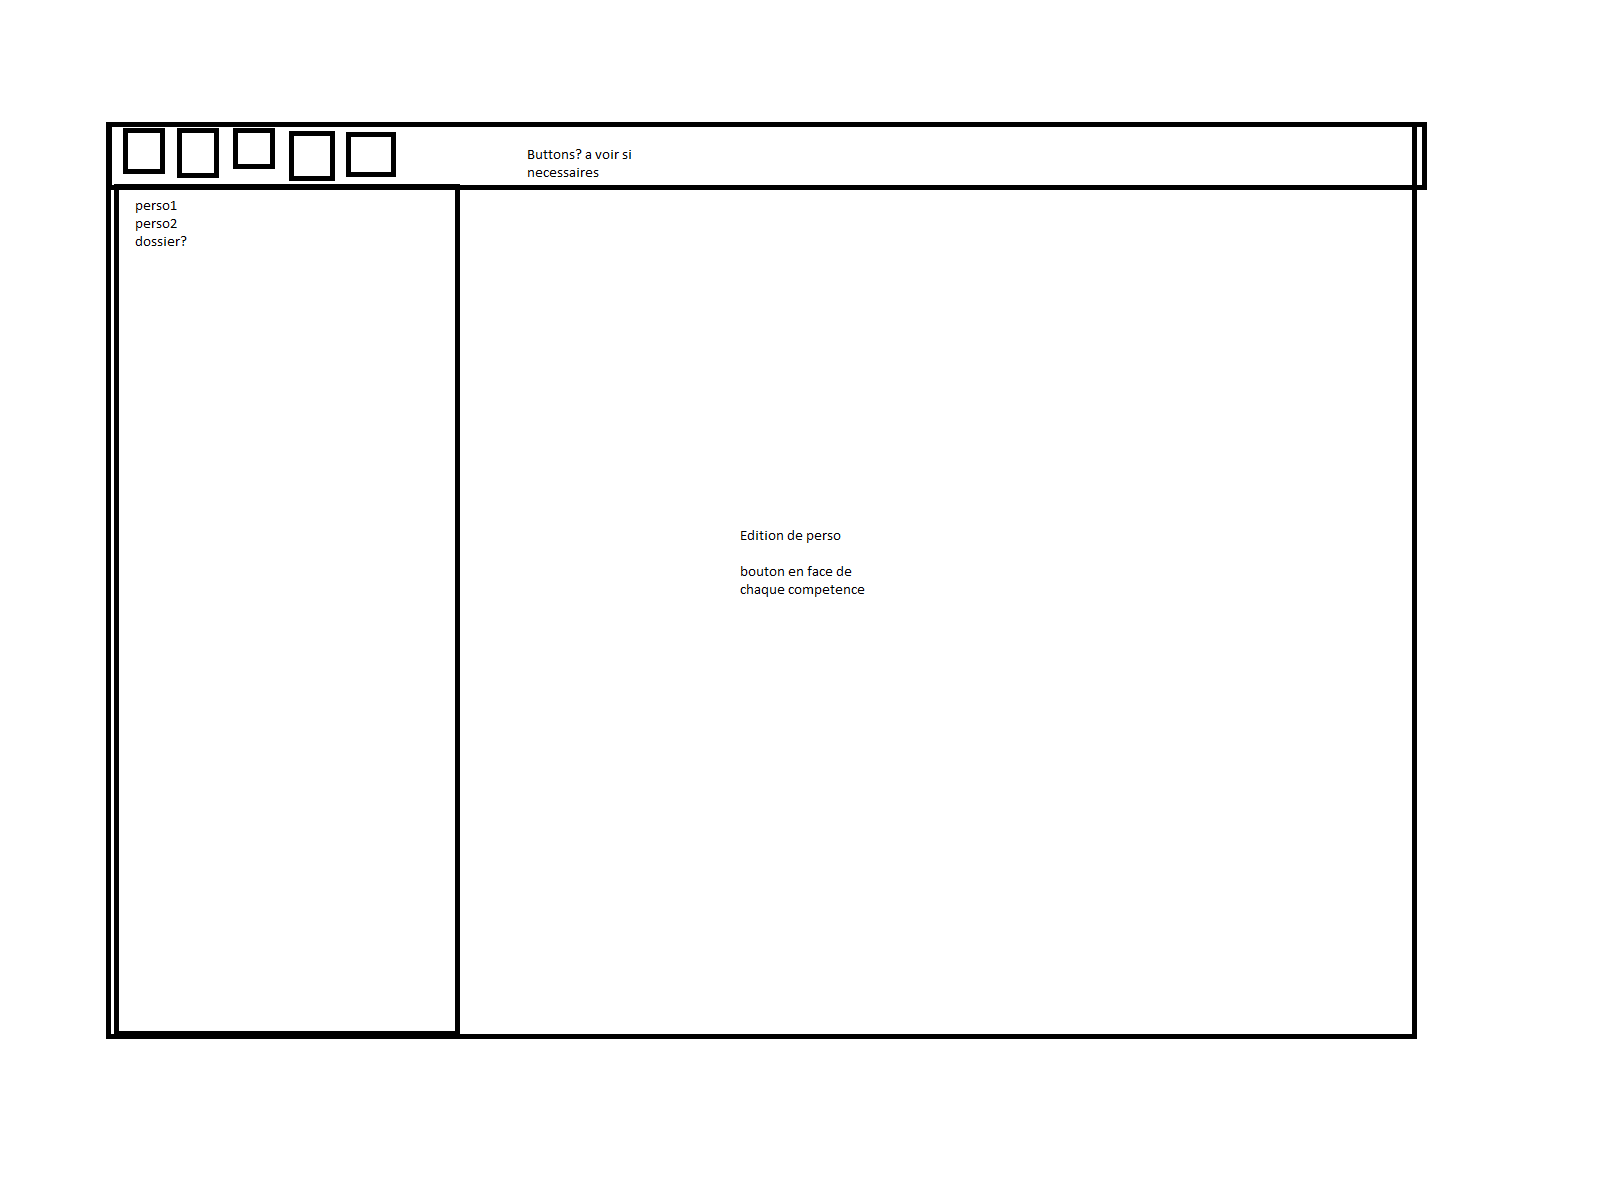 Buttons? a voir si
necessaires
perso1
perso2
dossier?
Edition de perso
bouton en face de
chaque competence